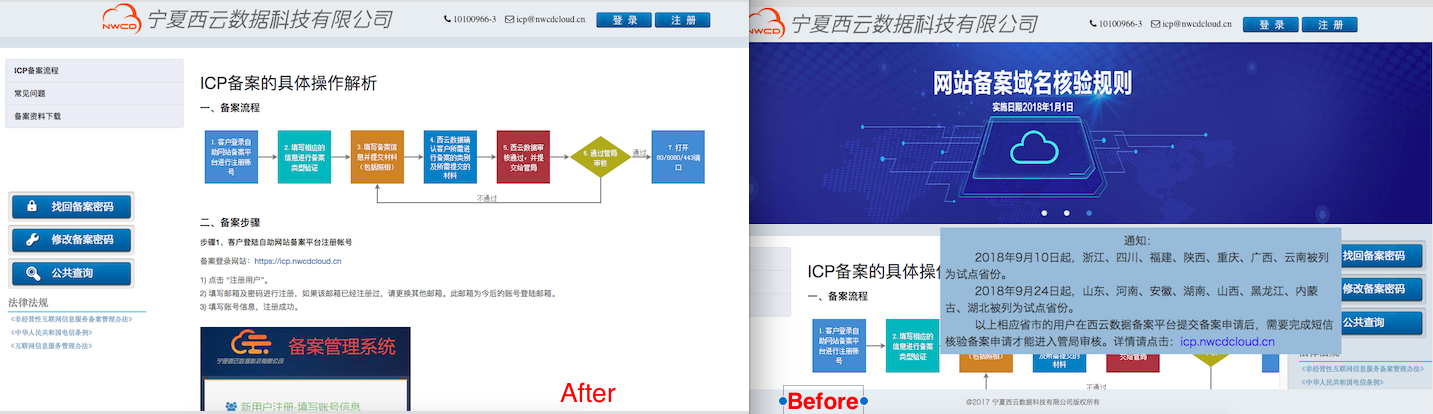 NWCD 宁夏西云数据科技有限公司
10100966-3 icp@nwcdcloud.cn 登 录 注 册
ICP备案流程
常见问题
备案资料下载
找回备案密码
修改备案密码
公共查询
法律法规
《非经营性互联网信息服务备案管理办法》
《中华人民共和国电信条例》
《互联网信息服务管理办法》
ICP备案的具体操作解析
一、备案流程
1. 客户登录自
助网站备案平
台进行注册账
号
2. 填写相应的
信息进行备案
类型验证
3. 填写备案信
息并提交材料
（包括照相）
4. 西云数据确
认客户所需进
行备案的类别
及所需提交的
材料
5. 西云数据审
核通过，并提
交给管局
6. 通过管局
审核
通过
7. 打开
80/8080/443端
口
不通过
二、备案步骤
步骤1、客户登陆自助网站备案平台注册帐号
备案登录网站：https://icp.nwcdcloud.cn
1) 点击 “注册用户”。
2) 填写邮箱及密码进行注册，如果该邮箱已经注册过，请更换其他邮箱。此邮箱为今后的账号登陆邮箱。
3) 填写账号信息，注册成功。
宁夏西云数据科技有限公司
备案管理系统
新用户注册-填写账号信息
After
NWCD 宁夏西云数据科技有限公司
10100966-3 icp@nwcdcloud.cn 登 录 注 册
网站备案域名核验规则
实施日期2018年1月1日
通知：
2018年9月10日起，浙江、四川、福建、陕西、重庆、广西、云南被列
为试点省份。
2018年9月24日起，山东、河南、安徽、湖南、山西、黑龙江、内蒙
古、湖北被列为试点省份。
以上相应省市的用户在西云数据备案平台提交备案申请后，需要完成短信
核验备案申请才能进入管局审核。详情请点击：icp.nwcdcloud.cn
ICP备案的具体操
一、备案流程
1. 客户登录自
助网站备案平
台进行注册账
号
2. 填写相应的
信息进行备案
类型验证
（包括照相）
及所需提交的
材料
交给管局
不通过
找回备案密码
修改备案密码
公共查询
《非经营性互联网信息服务备案管理办法》
《中华人民共和国电信条例》
©2017 宁夏西云数据科技有限公司版权所有
Before